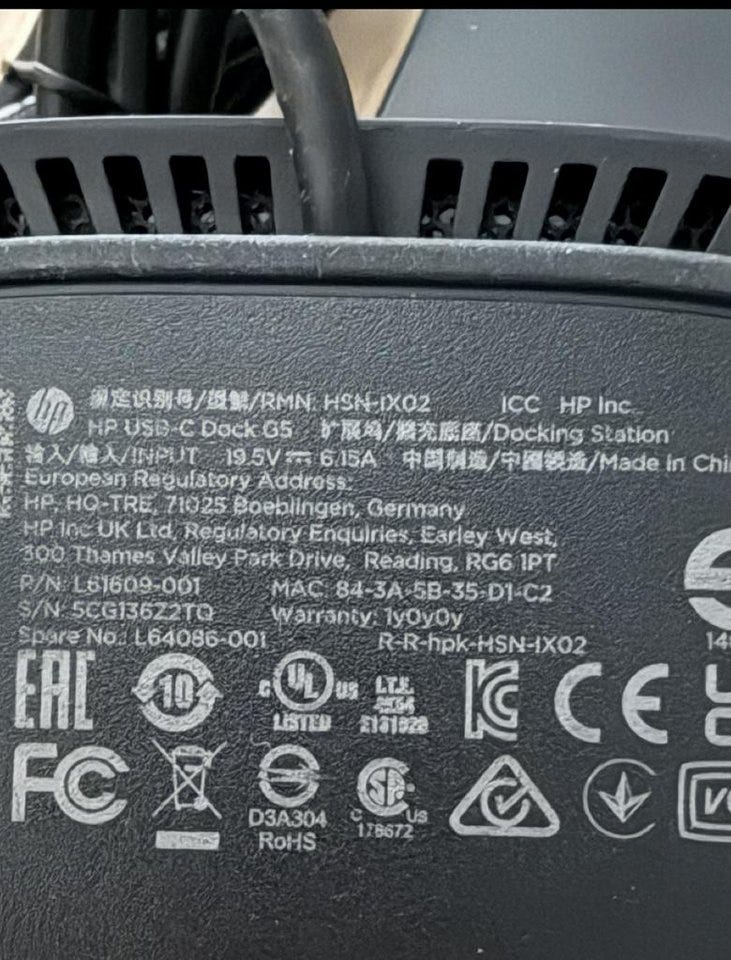 hp
识别号/型號/RMN: HSN-IX02 ICC HP Inc.
HP USB-C Dock G5 扩展坞/擴充底座/Docking Station
输入/輸入/INPUT 19.5V⎓6.15A 中国制造/中國製造/Made in Chi
European Regulatory Address:
HP, HQ-TRE, 71025 Boeblingen, Germany
HP Inc UK Ltd, Regulatory Enquiries, Earley West,
300 Thames Valley Park Drive, Reading, RG6 1PT
P/N: L61609-001 MAC: 84-3A-5B-35-D1-C2
S/N: 5CG136Z2TQ Warranty: 1y0y0y
Spare No.: L64086-001 R-R-hpk-HSN-IX02
14
EAC 10 c UL US LISTED I.T.E. E131928 KC CE
FC D3A304 RoHS C SP US 178672